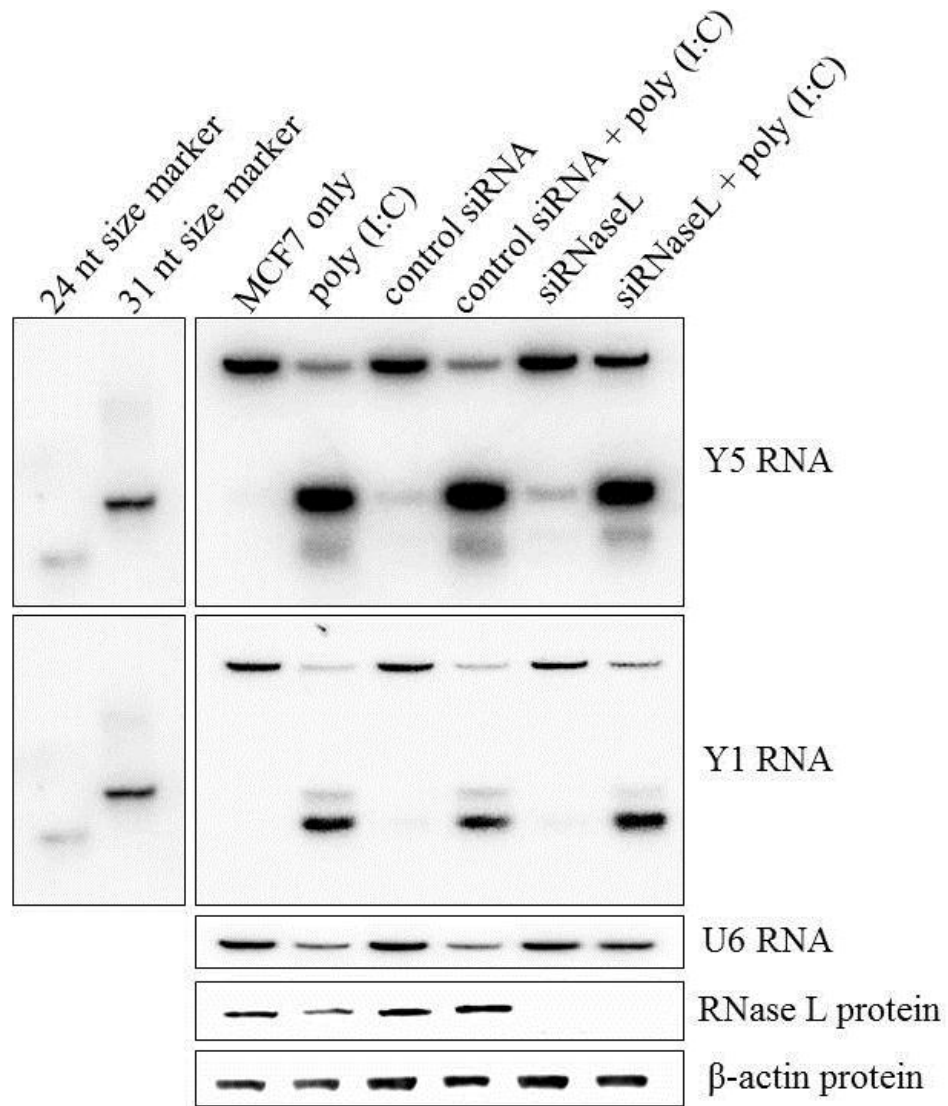 24 nt size marker
31 nt size marker
MCF7 only
poly (I:C)
control siRNA
control siRNA + poly (I:C)
siRNaseL
siRNaseL + poly (I:C)
Y5 RNA
Y1 RNA
U6 RNA
RNase L protein
β-actin protein